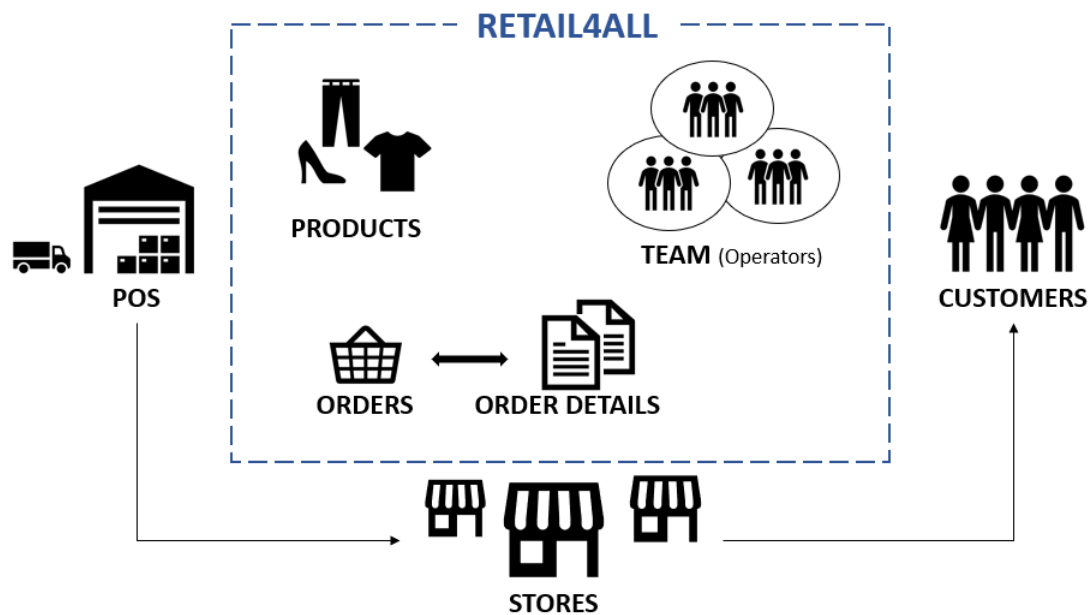 RETAIL4ALL
PRODUCTS
TEAM (Operators)
POS
CUSTOMERS
ORDERS
ORDER DETAILS
STORES